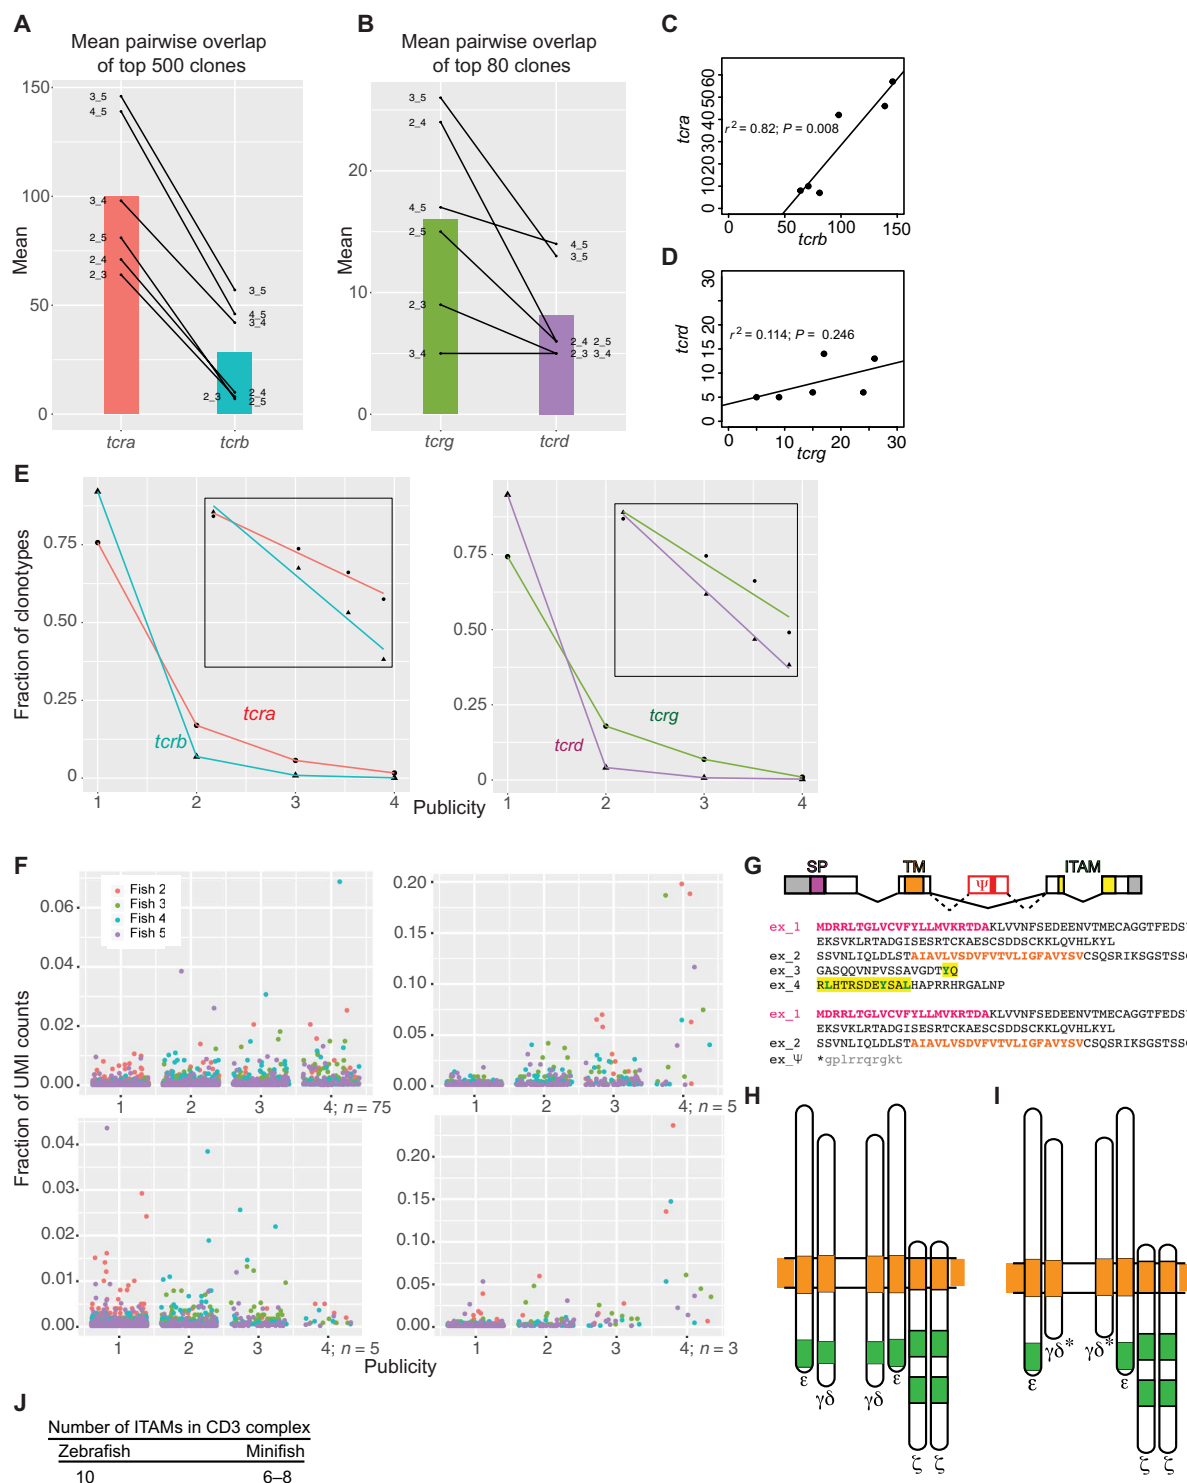 A
Mean pairwise overlap
of top 500 clones
150
100
50
0
Mean
3_5
4_5
3_4
2_5
2_4
2_3
3_5
4_5
3_4
2_3
2_4
2_5
tcra
tcrb
B
Mean pairwise overlap
of top 80 clones
20
10
0
Mean
3_5
2_4
4_5
2_5
2_3
3_4
4_5
3_5
2_4 2_5
2_3 3_4
tcrg
tcrd
C
tcra
60
50
40
30
20
10
0
r² = 0.82; P = 0.008
0
50
100
150
tcrb
D
tcrd
30
20
15
10
5
0
r² = 0.114; P = 0.246
0
10
20
30
tcrg
E
Fraction of clonotypes
0.75
0.50
0.25
0
tcra
tcrb
1
2
3
4
0.75
0.50
0.25
0
tcrg
tcrd
1
2
3
4
Publicity
F
Fraction of UMI counts
Fish 2
Fish 3
Fish 4
Fish 5
0.06
0.04
0.02
0.00
1
2
3
4; n = 75
0.20
0.15
0.10
0.05
0.00
1
2
3
4; n = 5
0.04
0.03
0.02
0.01
0.00
1
2
3
4; n = 5
0.20
0.15
0.10
0.05
0.00
1
2
3
4; n = 3
Publicity
G
SP
TM
ITAM
Ψ
ex_1 MDRRLTGLVCVFYLLMVKRTDAKLVVNFSEDEENVTMECAGGTFEDS
EKSVKLRTADGISESRTCKAESCSDDSCKKLQVHLKYL
ex_2 SSVNLIQLDLSTAIAVLVSDVFVTVLIGFAVYSVCSQSRIKSGSTSS
ex_3 GASQQVNPVSSAVGDTYQ
ex_4 RLHTRSDEYSALHAPRRHRGALNP
ex_1 MDRRLTGLVCVFYLLMVKRTDAKLVVNFSEDEENVTMECAGGTFEDS
EKSVKLRTADGISESRTCKAESCSDDSCKKLQVHLKYL
ex_2 SSVNLIQLDLSTAIAVLVSDVFVTVLIGFAVYSVCSQSRIKSGSTSS
ex_Ψ *gplrrqrgkt
H
ε
γδ
γδ
ε
ζ
ζ
I
ε
γδ*
γδ*
ε
ζ
ζ
J
Number of ITAMs in CD3 complex
Zebrafish Minifish
10 6–8